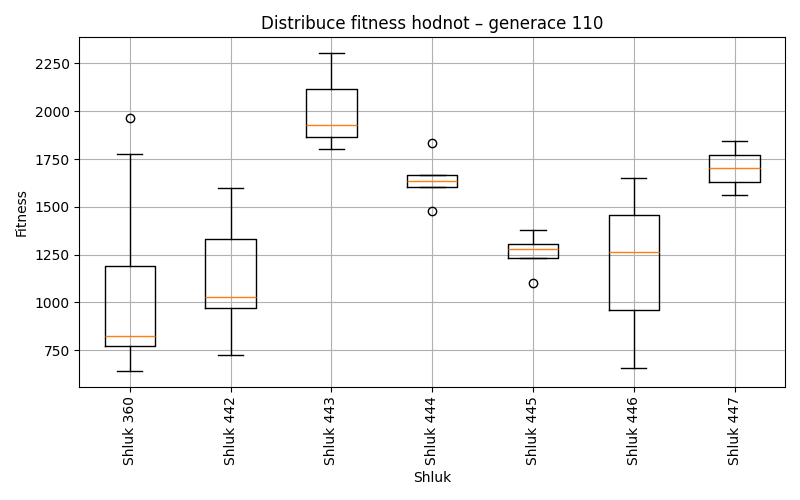 Distribuce fitness hodnot – generace 110
Fitness
2250
2000
1750
1500
1250
1000
750
Shluk 360
Shluk 442
Shluk 443
Shluk 444
Shluk 445
Shluk 446
Shluk 447
Shluk